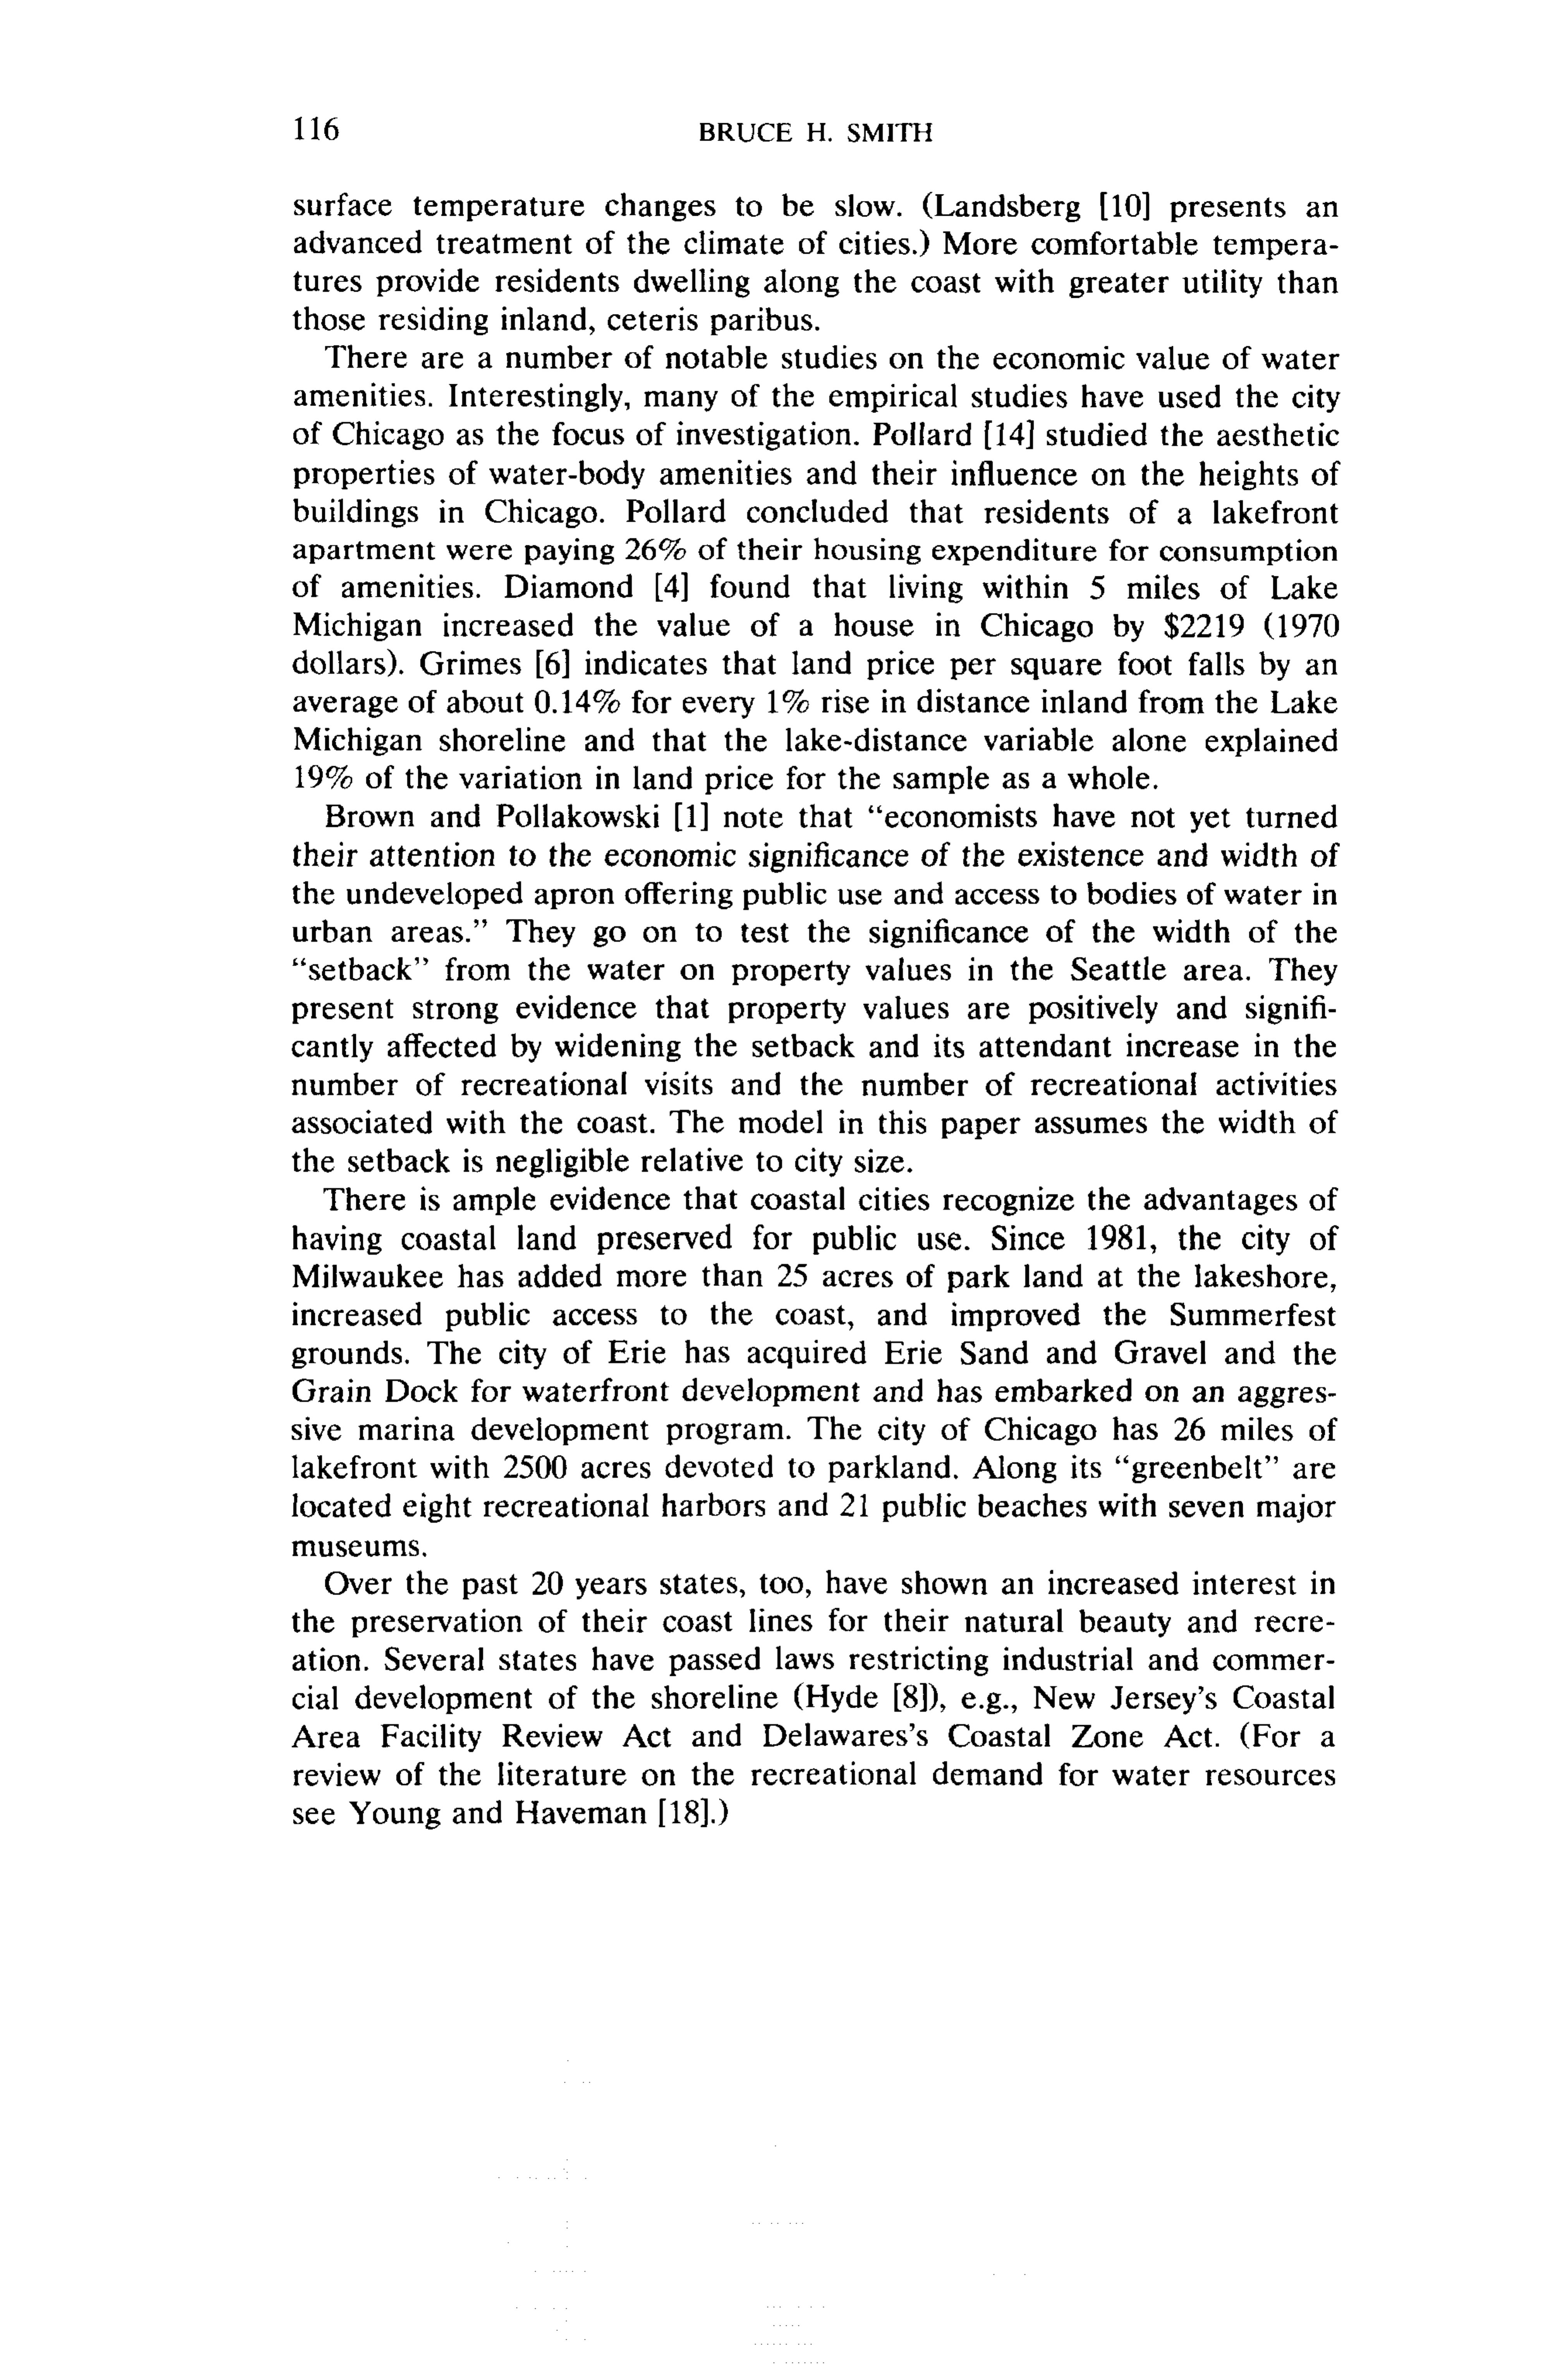 116
BRUCE H. SMITH
surface temperature changes to be slow. (Landsberg [10] presents an
advanced treatment of the climate of cities.) More comfortable tempera-
tures provide residents dwelling along the coast with greater utility than
those residing inland, ceteris paribus.
There are a number of notable studies on the economic value of water
amenities. Interestingly, many of the empirical studies have used the city
of Chicago as the focus of investigation. Pollard [14] studied the aesthetic
properties of water-body amenities and their influence on the heights of
buildings in Chicago. Pollard concluded that residents of a lakefront
apartment were paying 26% of their housing expenditure for consumption
of amenities. Diamond [4] found that living within 5 miles of Lake
Michigan increased the value of a house in Chicago by $2219 (1970
dollars). Grimes [6] indicates that land price per square foot falls by an
average of about 0.14% for every 1% rise in distance inland from the Lake
Michigan shoreline and that the lake-distance variable alone explained
19% of the variation in land price for the sample as a whole.
Brown and Pollakowski [1] note that “economists have not yet turned
their attention to the economic significance of the existence and width of
the undeveloped apron offering public use and access to bodies of water in
urban areas.” They go on to test the significance of the width of the
“setback” from the water on property values in the Seattle area. They
present strong evidence that property values are positively and signifi-
cantly affected by widening the setback and its attendant increase in the
number of recreational visits and the number of recreational activities
associated with the coast. The model in this paper assumes the width of
the setback is negligible relative to city size.
There is ample evidence that coastal cities recognize the advantages of
having coastal land preserved for public use. Since 1981, the city of
Milwaukee has added more than 25 acres of park land at the lakeshore,
increased public access to the coast, and improved the Summerfest
grounds. The city of Erie has acquired Erie Sand and Gravel and the
Grain Dock for waterfront development and has embarked on an aggres-
sive marina development program. The city of Chicago has 26 miles of
lakefront with 2500 acres devoted to parkland. Along its “greenbelt” are
located eight recreational harbors and 21 public beaches with seven major
museums.
Over the past 20 years states, too, have shown an increased interest in
the preservation of their coast lines for their natural beauty and recre-
ation. Several states have passed laws restricting industrial and commer-
cial development of the shoreline (Hyde [8]), e.g., New Jersey’s Coastal
Area Facility Review Act and Delawares’s Coastal Zone Act. (For a
review of the literature on the recreational demand for water resources
see Young and Haveman [18].)